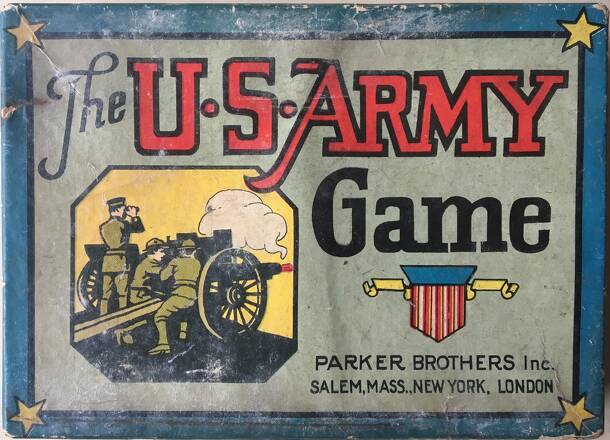 The U·S·ARMY
Game
PARKER BROTHERS Inc.
SALEM, MASS., NEW YORK, LONDON